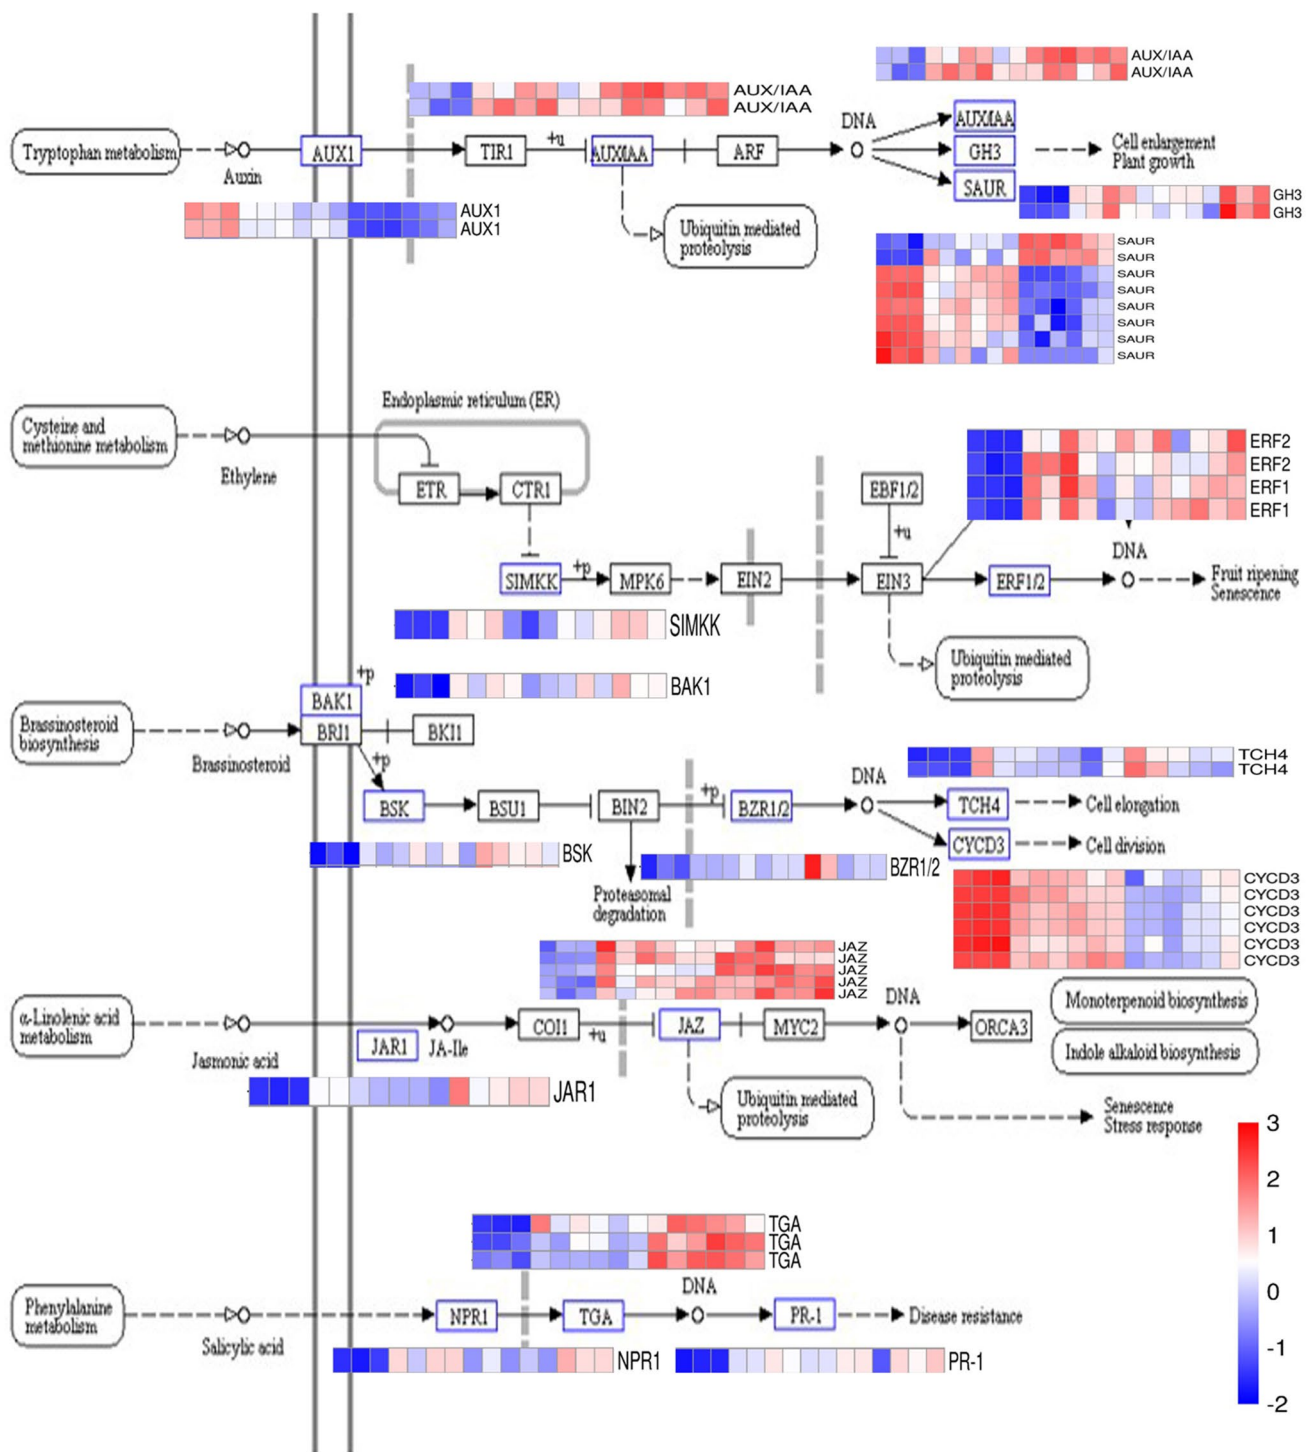 AUX/IAA
AUX/IAA
AUX/IAA
AUX/IAA
Tryptophan metabolism
Auxin
AUX1
TIR1
+u
AUX/IAA
ARF
DNA
AUX/IAA
GH3
SAUR
Cell enlargement
Plant growth
AUX1
AUX1
Ubiquitin mediated
proteolysis
GH3
GH3
SAUR
SAUR
SAUR
SAUR
SAUR
SAUR
SAUR
SAUR
Endoplasmic reticulum (ER)
Cysteine and
methionine metabolism
Ethylene
ETR
CTR1
EBF1/2
+u
ERF2
ERF2
ERF1
ERF1
SIMKK
+p
MPK6
EIN2
EIN3
ERF1/2
DNA
Fruit ripening
Senescence
SIMKK
Ubiquitin mediated
proteolysis
BAK1
+p
BAK1
Brassinosteroid
biosynthesis
Brassinosteroid
BRI1
BKI1
+p
BSK
BSU1
BIN2
+p
BZR1/2
DNA
TCH4
TCH4
TCH4
Cell elongation
CYCD3
Cell division
BSK
BZR1/2
Proteasomal
degradation
CYCD3
CYCD3
CYCD3
CYCD3
CYCD3
CYCD3
JAZ
JAZ
JAZ
JAZ
JAZ
α-Linolenic acid
metabolism
Jasmonic acid
JAR1
JA-Ile
COI1
+u
JAZ
MYC2
DNA
ORCA3
Monoterpenoid biosynthesis
Indole alkaloid biosynthesis
JAR1
Ubiquitin mediated
proteolysis
Senescence
Stress response
3
2
1
0
-1
-2
TGA
TGA
TGA
Phenylalanine
metabolism
Salicylic acid
NPR1
TGA
DNA
PR-1
Disease resistance
NPR1
PR-1